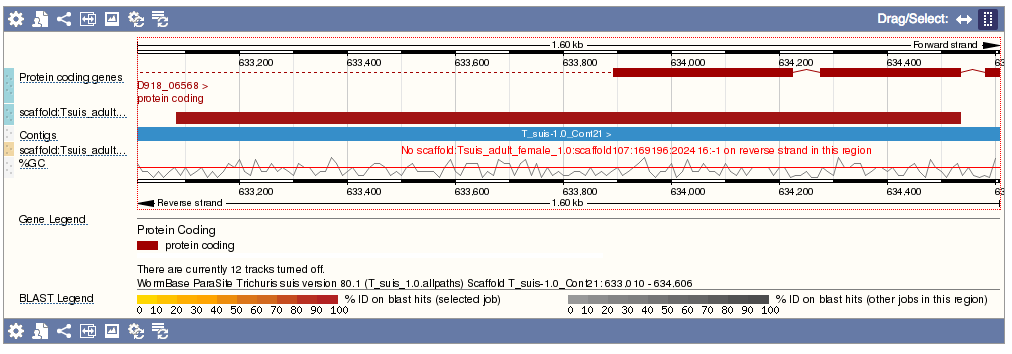 Drag/Select:
1.60 kb Forward strand
633.200 633.400 633.600 633.800 634.000 634.200 634.400 63
Protein coding genes
D918_06568 >
protein coding
scaffold:Tsuis_adult...
Contigs T_suis-1.0_Cont21 >
scaffold:Tsuis_adult... No scaffold:Tsuis_adult_female_1.0:scaffold107:169196:202416:-1 on reverse strand in this region
%GC
633.200 633.400 633.600 633.800 634.000 634.200 634.400 63
Reverse strand 1.60 kb
Gene Legend
Protein Coding
protein coding
There are currently 12 tracks turned off.
WormBase ParaSite Trichuris suis version 80.1 (T_suis_1.0.allpaths) Scaffold T_suis-1.0_Cont21: 633.010 - 634.606
BLAST Legend % ID on blast hits (selected job) % ID on blast hits (other jobs in this region)
0 10 20 30 40 50 60 70 80 90 100 0 10 20 30 40 50 60 70 80 90 100